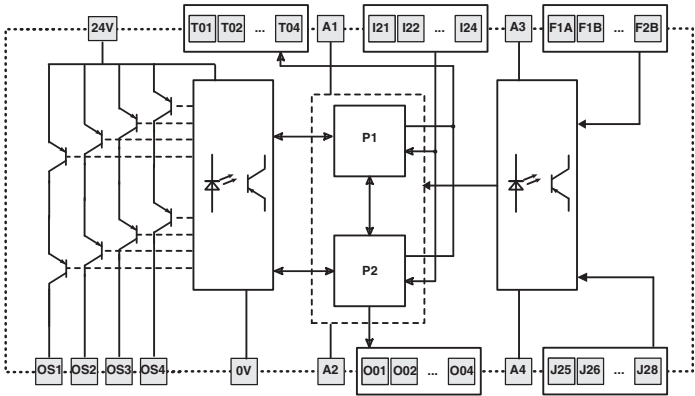 24V T01 T02 ... T04 A1 I21 I22 ... I24 A3 F1A F1B ... F2B
P1
P2
OS1 OS2 OS3 OS4 0V A2 O01 O02 ... O04 A4 J25 J26 ... J28